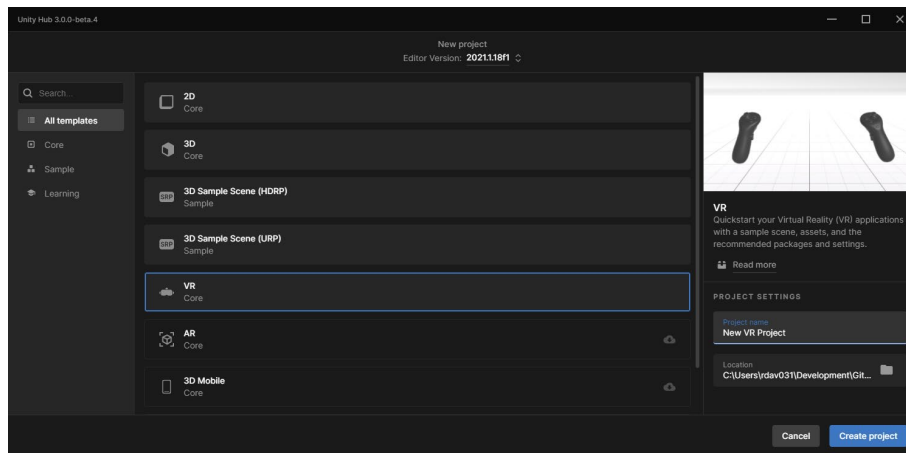 Unity Hub 3.0.0-beta.4
New project
Editor Version: 2021.1.18f1
Search...
All templates
Core
Sample
Learning
2D
Core
3D
Core
SRP
3D Sample Scene (HDRP)
Sample
SRP
3D Sample Scene (URP)
Sample
VR
Core
AR
Core
3D Mobile
Core
VR
Quickstart your Virtual Reality (VR) applications
with a sample scene, assets, and the
recommended packages and settings.
Read more
PROJECT SETTINGS
Project name
New VR Project
Location
C:\Users\rdav031\Development\Git...
Cancel
Create project